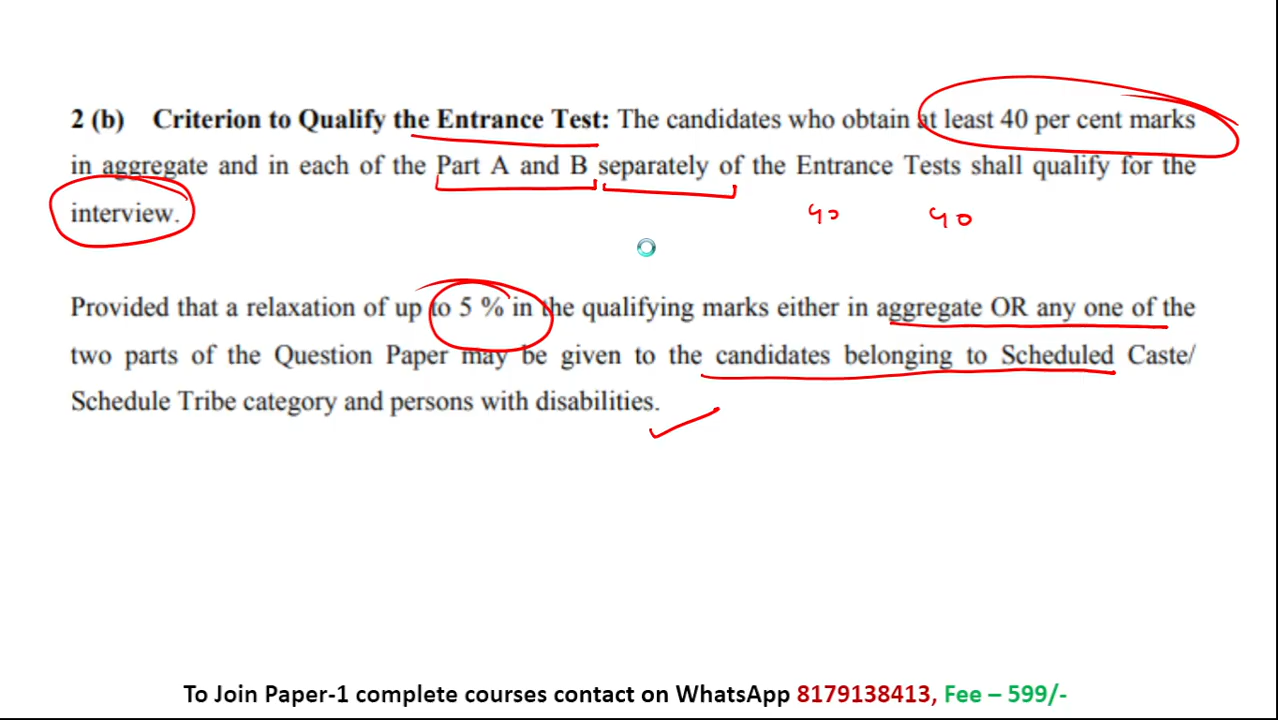 2 (b) Criterion to Qualify the Entrance Test: The candidates who obtain at least 40 per cent marks
in aggregate and in each of the Part A and B separately of the Entrance Tests shall qualify for the
interview.
40 40
Provided that a relaxation of up to 5 % in the qualifying marks either in aggregate OR any one of the
two parts of the Question Paper may be given to the candidates belonging to Scheduled Caste/
Schedule Tribe category and persons with disabilities.
To Join Paper-1 complete courses contact on WhatsApp 8179138413, Fee – 599/-